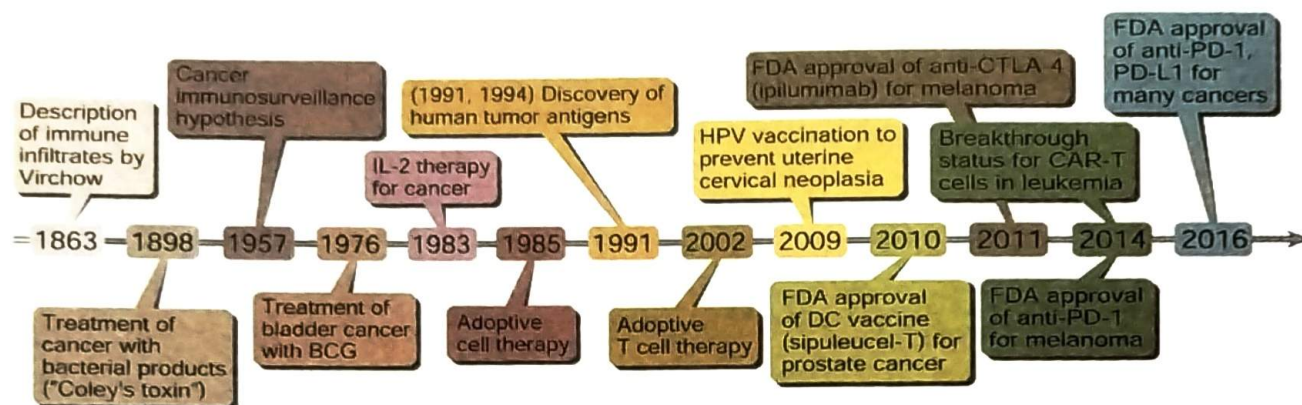 Description
of immune
infiltrates by
Virchow
Cancer
immunosurveillance
hypothesis
IL-2 therapy
for cancer
(1991, 1994) Discovery of
human tumor antigens
HPV vaccination to
prevent uterine
cervical neoplasia
FDA approval of anti-CTLA-4
(ipilumimab) for melanoma
Breakthrough
status for CAR-T
cells in leukemia
FDA approval
of anti-PD-1,
PD-L1 for
many cancers
1863 1898 1957 1976 1983 1985 1991 2002 2009 2010 2011 2014 2016
Treatment of
cancer with
bacterial products
("Coley's toxin")
Treatment of
bladder cancer
with BCG
Adoptive
cell therapy
Adoptive
T cell therapy
FDA approval
of DC vaccine
(sipuleucel-T) for
prostate cancer
FDA approval
of anti-PD-1
for melanoma